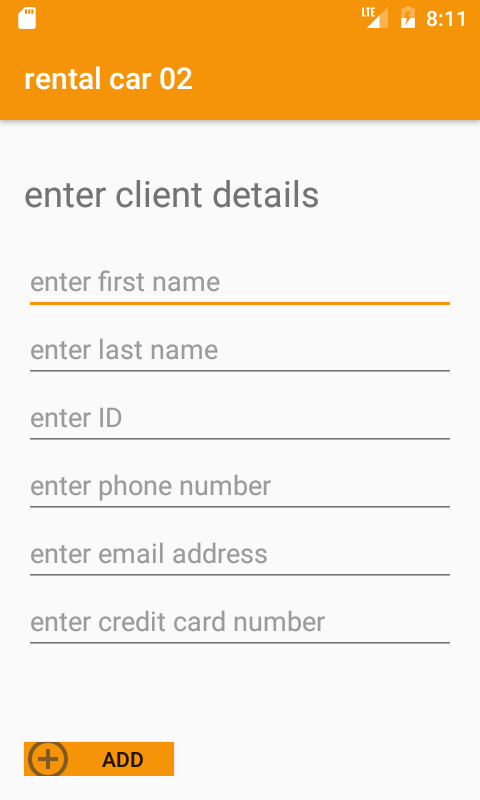 LTE 8:11
rental car 02
enter client details
enter first name
enter last name
enter ID
enter phone number
enter email address
enter credit card number
ADD